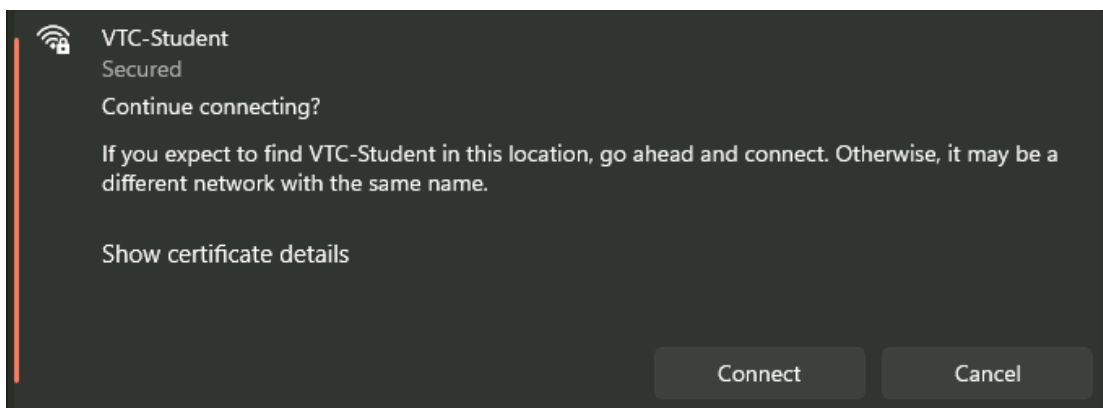 VTC-Student
Secured
Continue connecting?
If you expect to find VTC-Student in this location, go ahead and connect. Otherwise, it may be a
different network with the same name.
Show certificate details
Connect
Cancel